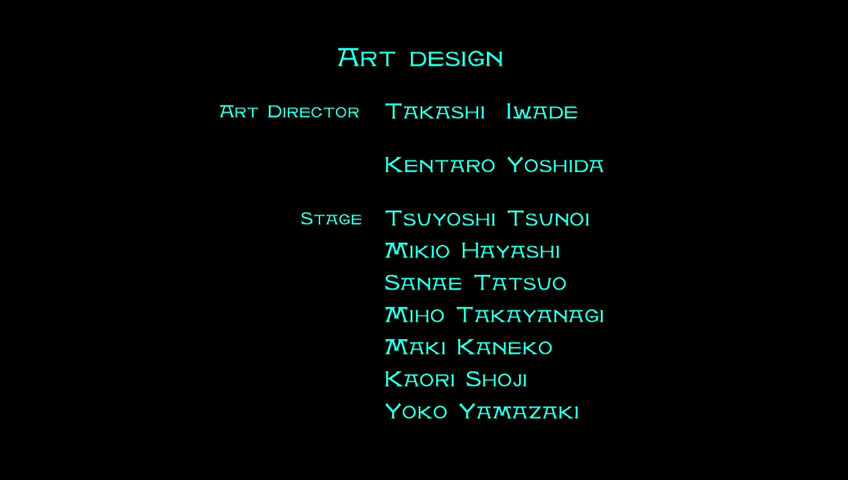 Art design
Art Director Takashi Iwade
Kentaro Yoshida
Stage Tsuyoshi Tsunoi
Mikio Hayashi
Sanae Tatsuo
Miho Takayanagi
Maki Kaneko
Kaori Shoji
Yoko Yamazaki